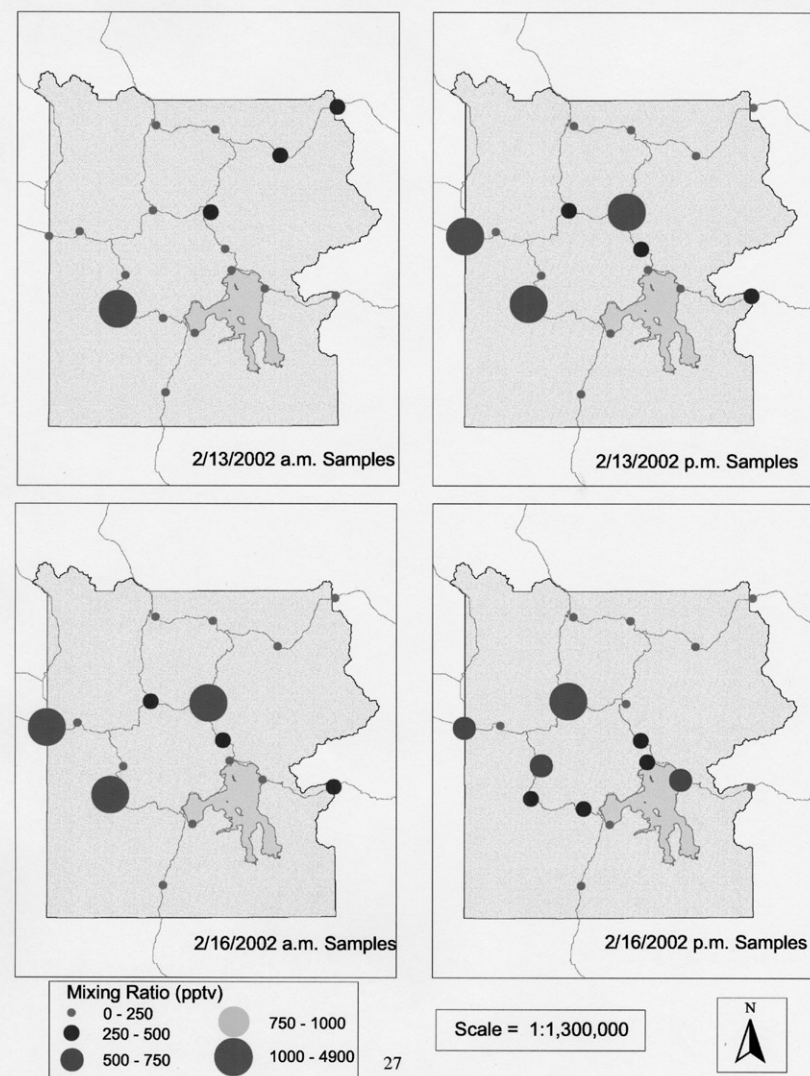 2/13/2002 a.m. Samples
2/13/2002 p.m. Samples
2/16/2002 a.m. Samples
2/16/2002 p.m. Samples
Mixing Ratio (pptv)
0 - 250
250 - 500
500 - 750
750 - 1000
1000 - 4900
27
Scale = 1:1,300,000
N